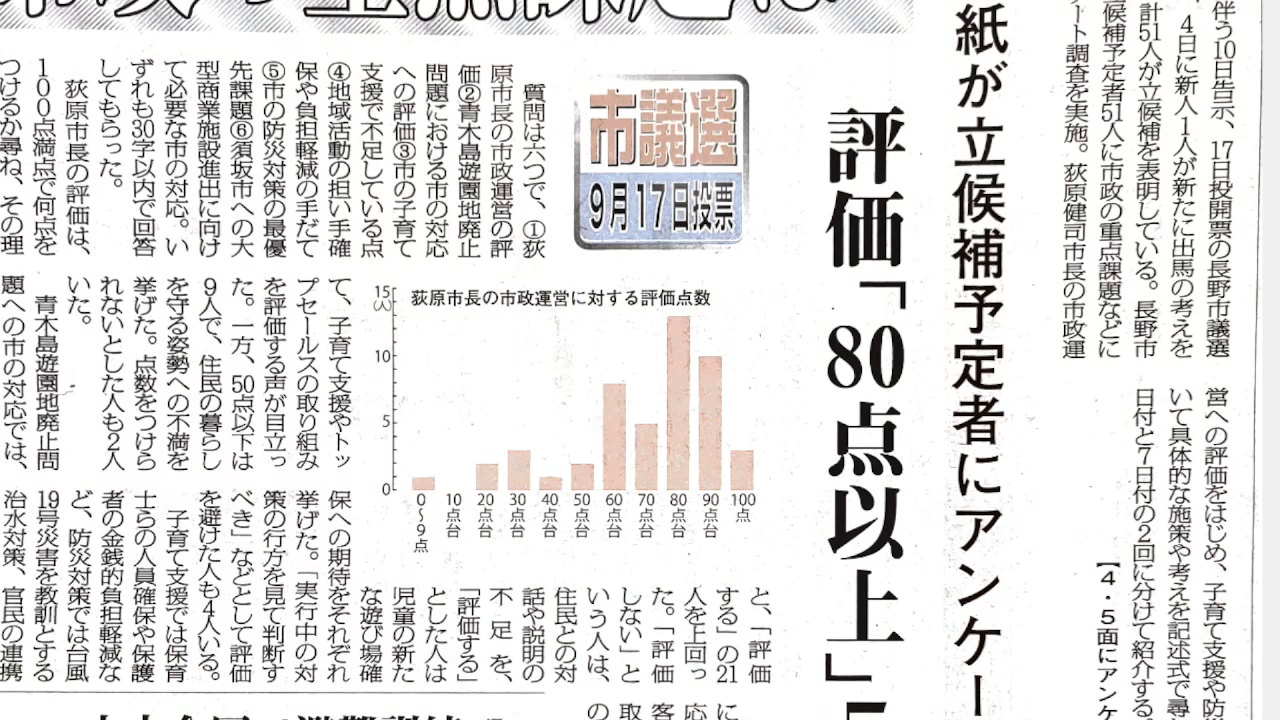 紙が立候補予定者にアンケー
評価「80点以上」
伴う10日告示、17日投開票の長野市議選
、4日に新人1人が新たに出馬の考えを
計51人が立候補を表明している。長野市
候補予定者51人に市政の重点課題などに
ート調査を実施。荻原健司市長の市政運
営への評価をはじめ、子育て支援や防
いて具体的な施策や考えを記述式で尋
日付と7日付の2回に分けて紹介する
【4・5面にアンケ
市議選
9月17日投票
質問は六つで、①荻
原市長の市政運営の評
価②青木島遊園地廃止
問題における市の対応
への評価③市の子育て
支援で不足している点
④地域活動の担い手確
保や負担軽減の手だて
⑤市の防災対策の最優
先課題⑥須坂市への大
型商業施設進出に向け
て必要な市の対応。い
ずれも30字以内で回答
してもらった。
荻原市長の評価は、
100点満点で何点を
つけるか尋ね、その理
荻原市長の市政運営に対する評価点数
15
10
5
0
0〜9点
10点台
20点台
30点台
40点台
50点台
60点台
70点台
80点台
90点台
100点
て、子育て支援やトッ
プセールスの取り組み
を評価する声が目立っ
た。一方、50点以下は
9人で、住民の暮らし
を守る姿勢への不満を
挙げた。点数をつけら
れないとした人も2人
いた。
青木島遊園地廃止問
題への市の対応では、
と、「評価
する」の21
人を上回っ
た。「評価
しない」と
いう人は、
住民との対
話や説明の
不足を、
「評価する」
とした人は
児童の新た
な遊び場確
保への期待をそれぞれ
挙げた。「実行中の対
策の行方を見て判断す
べき」などとして評価
を避けた人も4人いる。
子育て支援では保育
士らの人員確保や保護
者の金銭的負担軽減な
ど、防災対策では台風
19号災害を教訓とする
治水対策、官民の連携
に
応
客
取
の